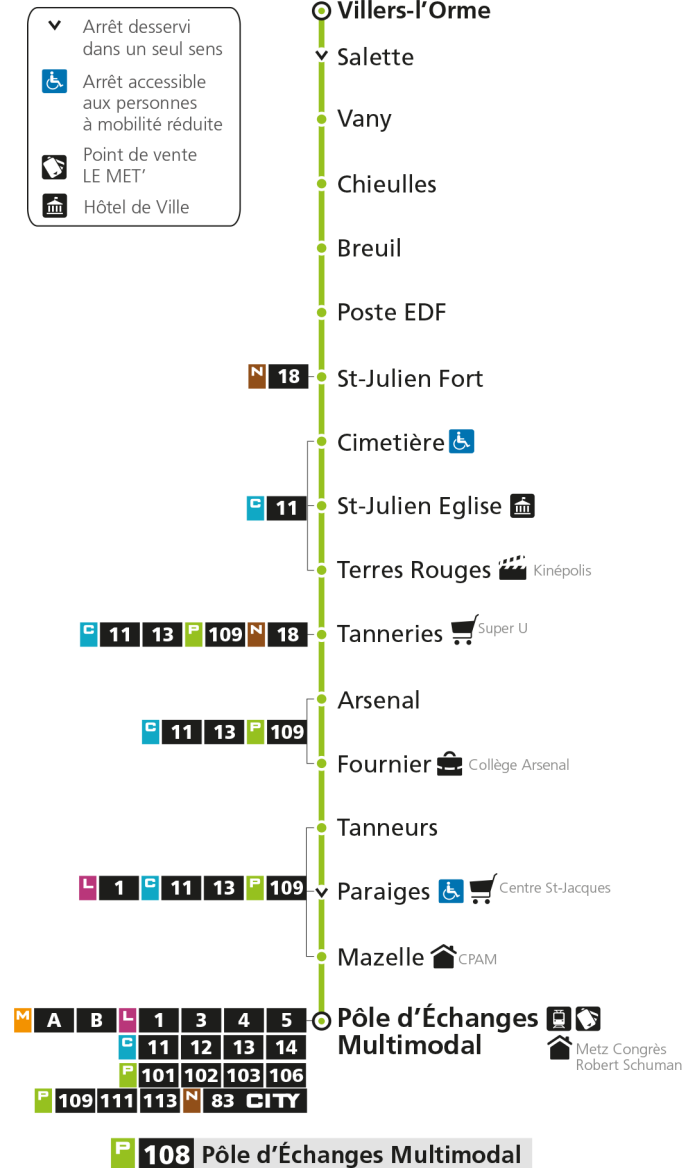 Villers-l'Orme
Arrêt desservi
dans un seul sens
Arrêt accessible
aux personnes
à mobilité réduite
Point de vente
LE MET'
Hôtel de Ville
Salette
Vany
Chieulles
Breuil
Poste EDF
N 18 St-Julien Fort
Cimetière
C 11 St-Julien Eglise
Terres Rouges Kinépolis
C 11 13 P 109 N 18 Tanneries Super U
Arsenal
C 11 13 P 109
Fournier Collège Arsenal
Tanneurs
L 1 C 11 13 P 109 Paraiges Centre St-Jacques
Mazelle CPAM
M A B L 1 3 4 5 Pôle d'Échanges
C 11 12 13 14 Multimodal Metz Congrès
Robert Schuman
P 101 102 103 106
P 109 111 113 N 83 CITY
P 108 Pôle d'Échanges Multimodal